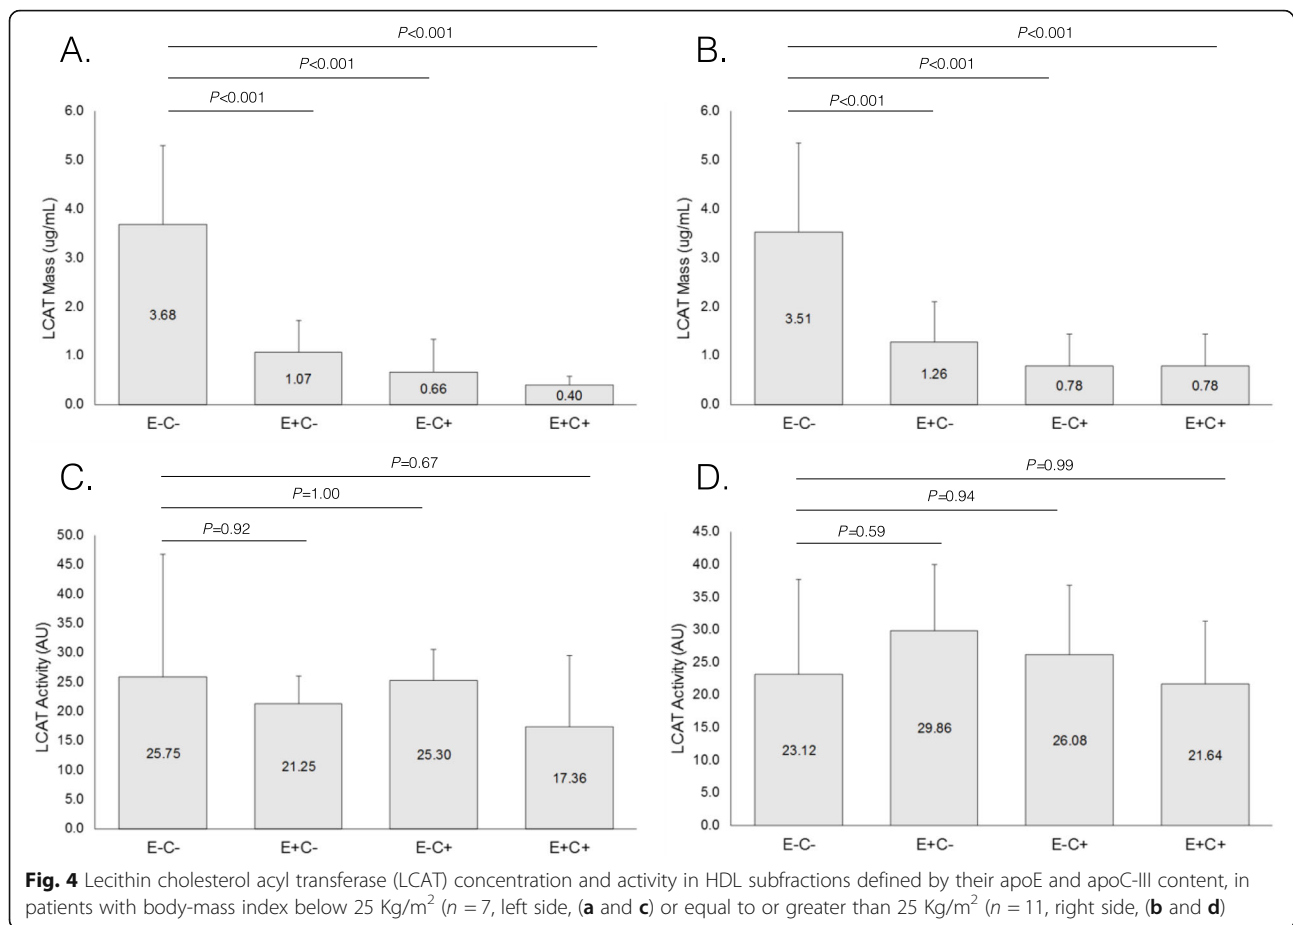 A.
P<0.001
P<0.001
P<0.001
6.0
5.0
4.0
3.0
2.0
1.0
0.0
LCAT Mass (ug/mL)
3.68
1.07
0.66
0.40
E-C- E+C- E-C+ E+C+
B.
P<0.001
P<0.001
P<0.001
6.0
5.0
4.0
3.0
2.0
1.0
0.0
LCAT Mass (ug/mL)
3.51
1.26
0.78
0.78
E-C- E+C- E-C+ E+C+
C.
P=0.67
P=1.00
P=0.92
50.0
45.0
40.0
35.0
30.0
25.0
20.0
15.0
10.0
5.0
0.0
LCAT Activity (AU)
25.75
21.25
25.30
17.36
E-C- E+C- E-C+ E+C+
D.
P=0.99
P=0.94
P=0.59
45.0
40.0
35.0
30.0
25.0
20.0
15.0
10.0
5.0
0.0
LCAT Activity (AU)
23.12
29.86
26.08
21.64
E-C- E+C- E-C+ E+C+
Fig. 4 Lecithin cholesterol acyl transferase (LCAT) concentration and activity in HDL subfractions defined by their apoE and apoC-III content, in
patients with body-mass index below 25 Kg/m² (n = 7, left side, (a and c) or equal to or greater than 25 Kg/m² (n = 11, right side, (b and d)